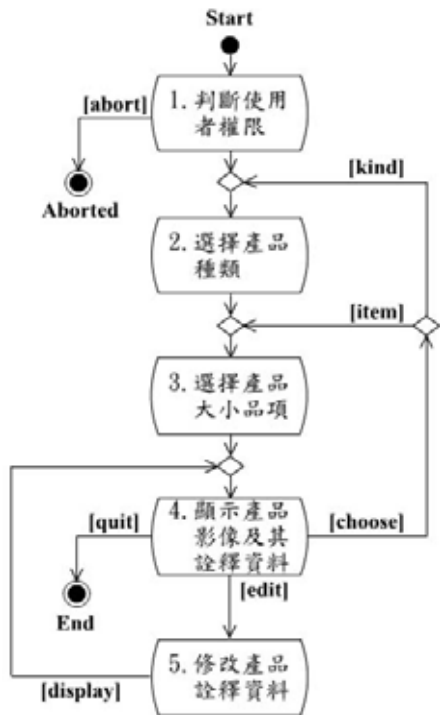 Start
[abort]
1.判斷使用
者權限
Aborted
[kind]
2.選擇產品
種類
[item]
3.選擇產品
大小品項
[quit]
4.顯示產品
影像及其
詮釋資料
[choose]
End
[edit]
5.修改產品
詮釋資料
[display]